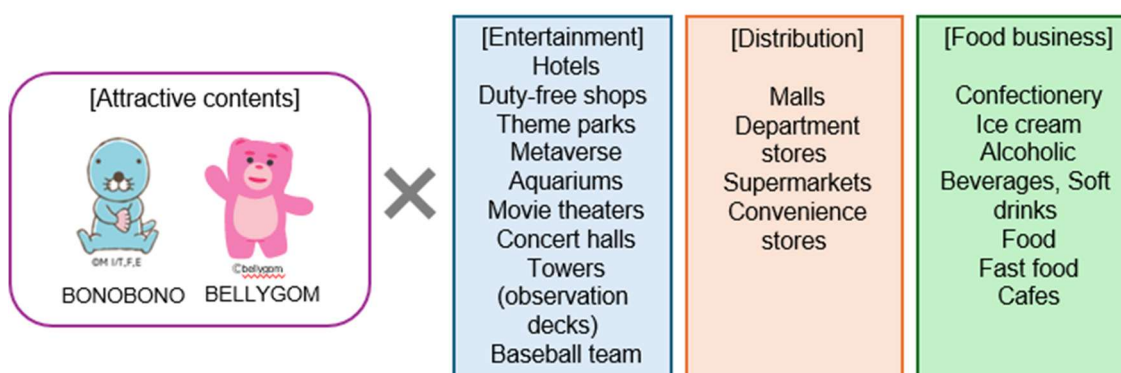 [Attractive contents]
©M I/T,F,E
©bellygom
BONOBONO
BELLYGOM
[Entertainment]
Hotels
Duty-free shops
Theme parks
Metaverse
Aquariums
Movie theaters
Concert halls
Towers
(observation
decks)
Baseball team
[Distribution]
Malls
Department
stores
Supermarkets
Convenience
stores
[Food business]
Confectionery
Ice cream
Alcoholic
Beverages, Soft
drinks
Food
Fast food
Cafes